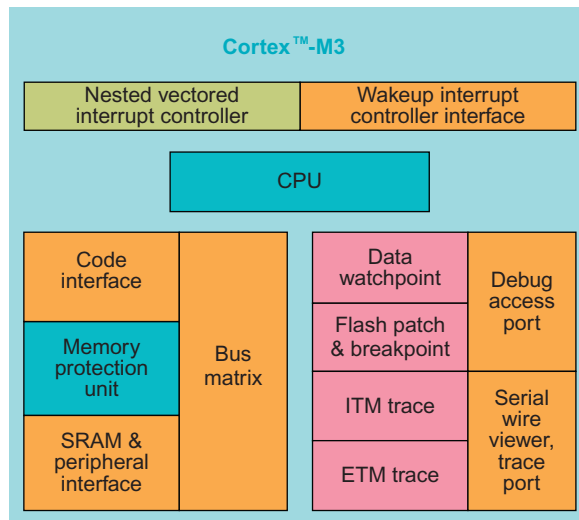 Cortex™-M3
Nested vectored
interrupt controller
Wakeup interrupt
controller interface
CPU
Code
interface
Memory
protection
unit
SRAM &
peripheral
interface
Bus
matrix
Data
watchpoint
Flash patch
& breakpoint
ITM trace
ETM trace
Debug
access
port
Serial
wire
viewer,
trace
port